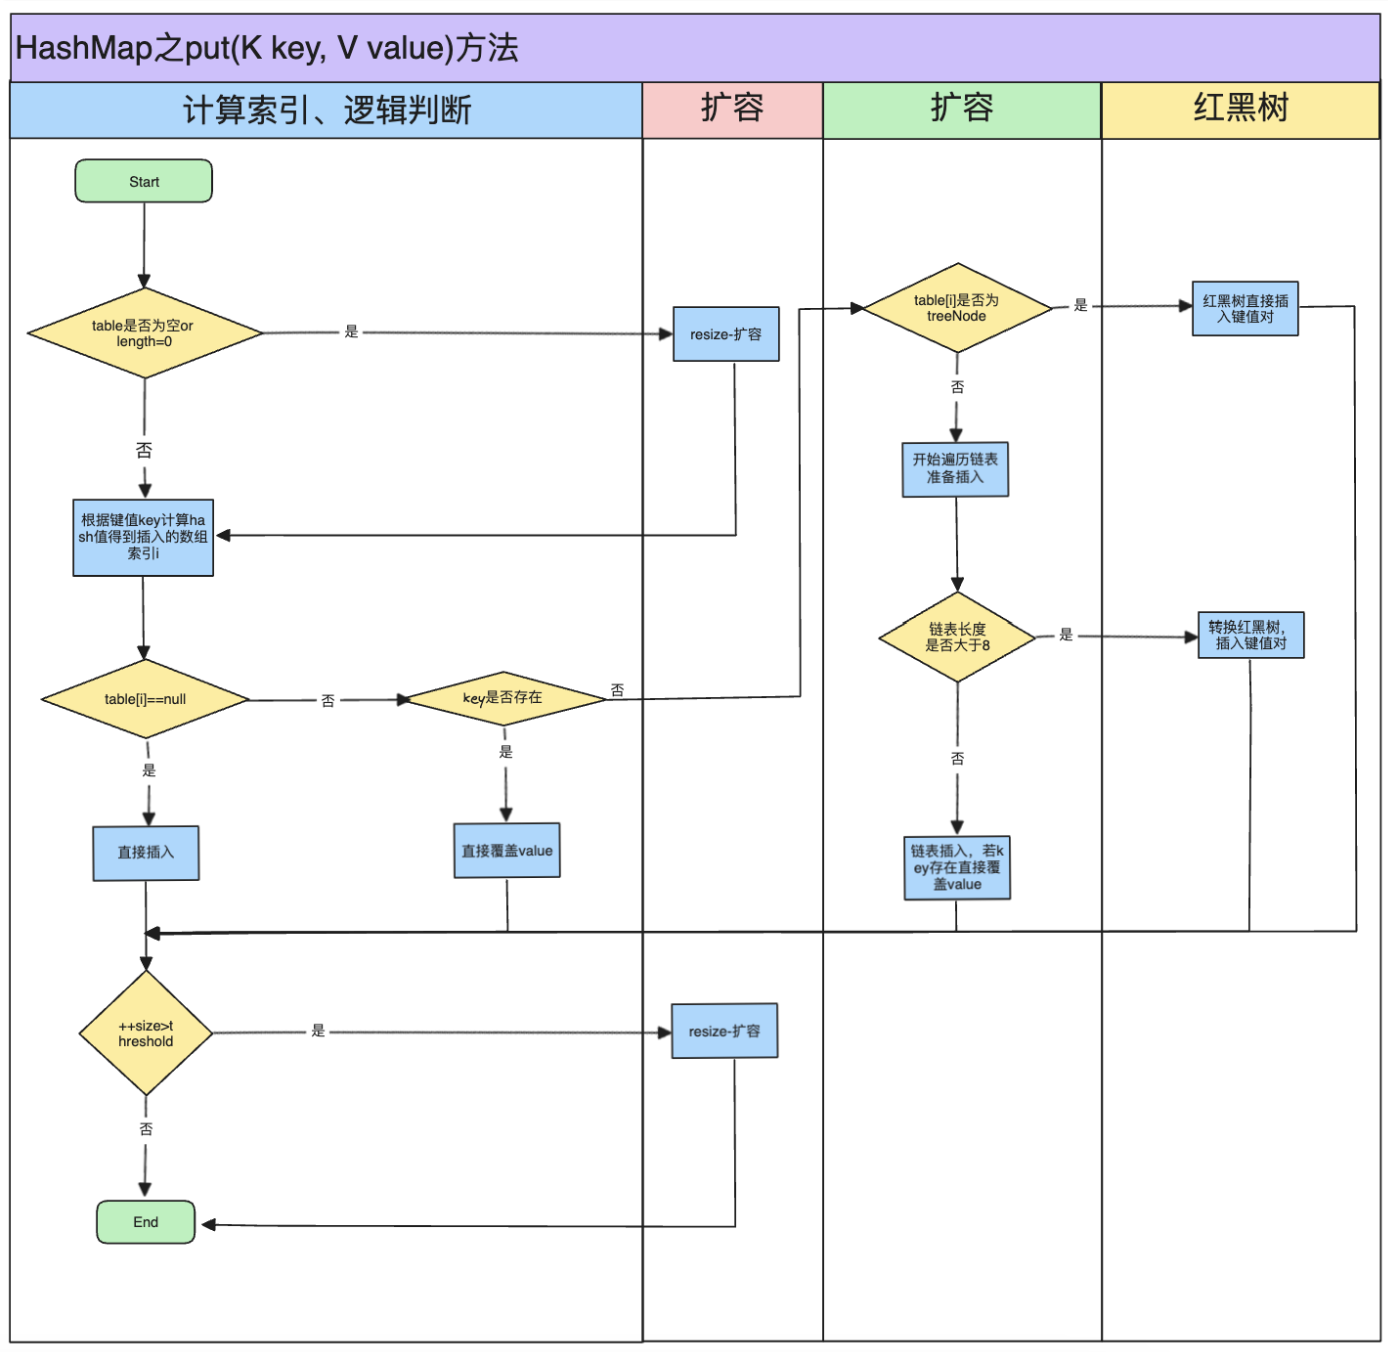 HashMap之put(K key, V value)方法
计算索引、逻辑判断
扩容
扩容
红黑树
Start
table是否为空or
length=0
是
resize-扩容
table[i]是否为
treeNode
是
红黑树直接插
入键值对
否
否
开始遍历链表
准备插入
根据键值key计算ha
sh值得到插入的数组
索引i
链表长度
是否大于8
是
转换红黑树，
插入键值对
table[i]==null
否
key是否存在
否
是
是
否
直接插入
直接覆盖value
链表插入，若k
ey存在直接覆
盖value
++size>t
hreshold
是
resize-扩容
否
End